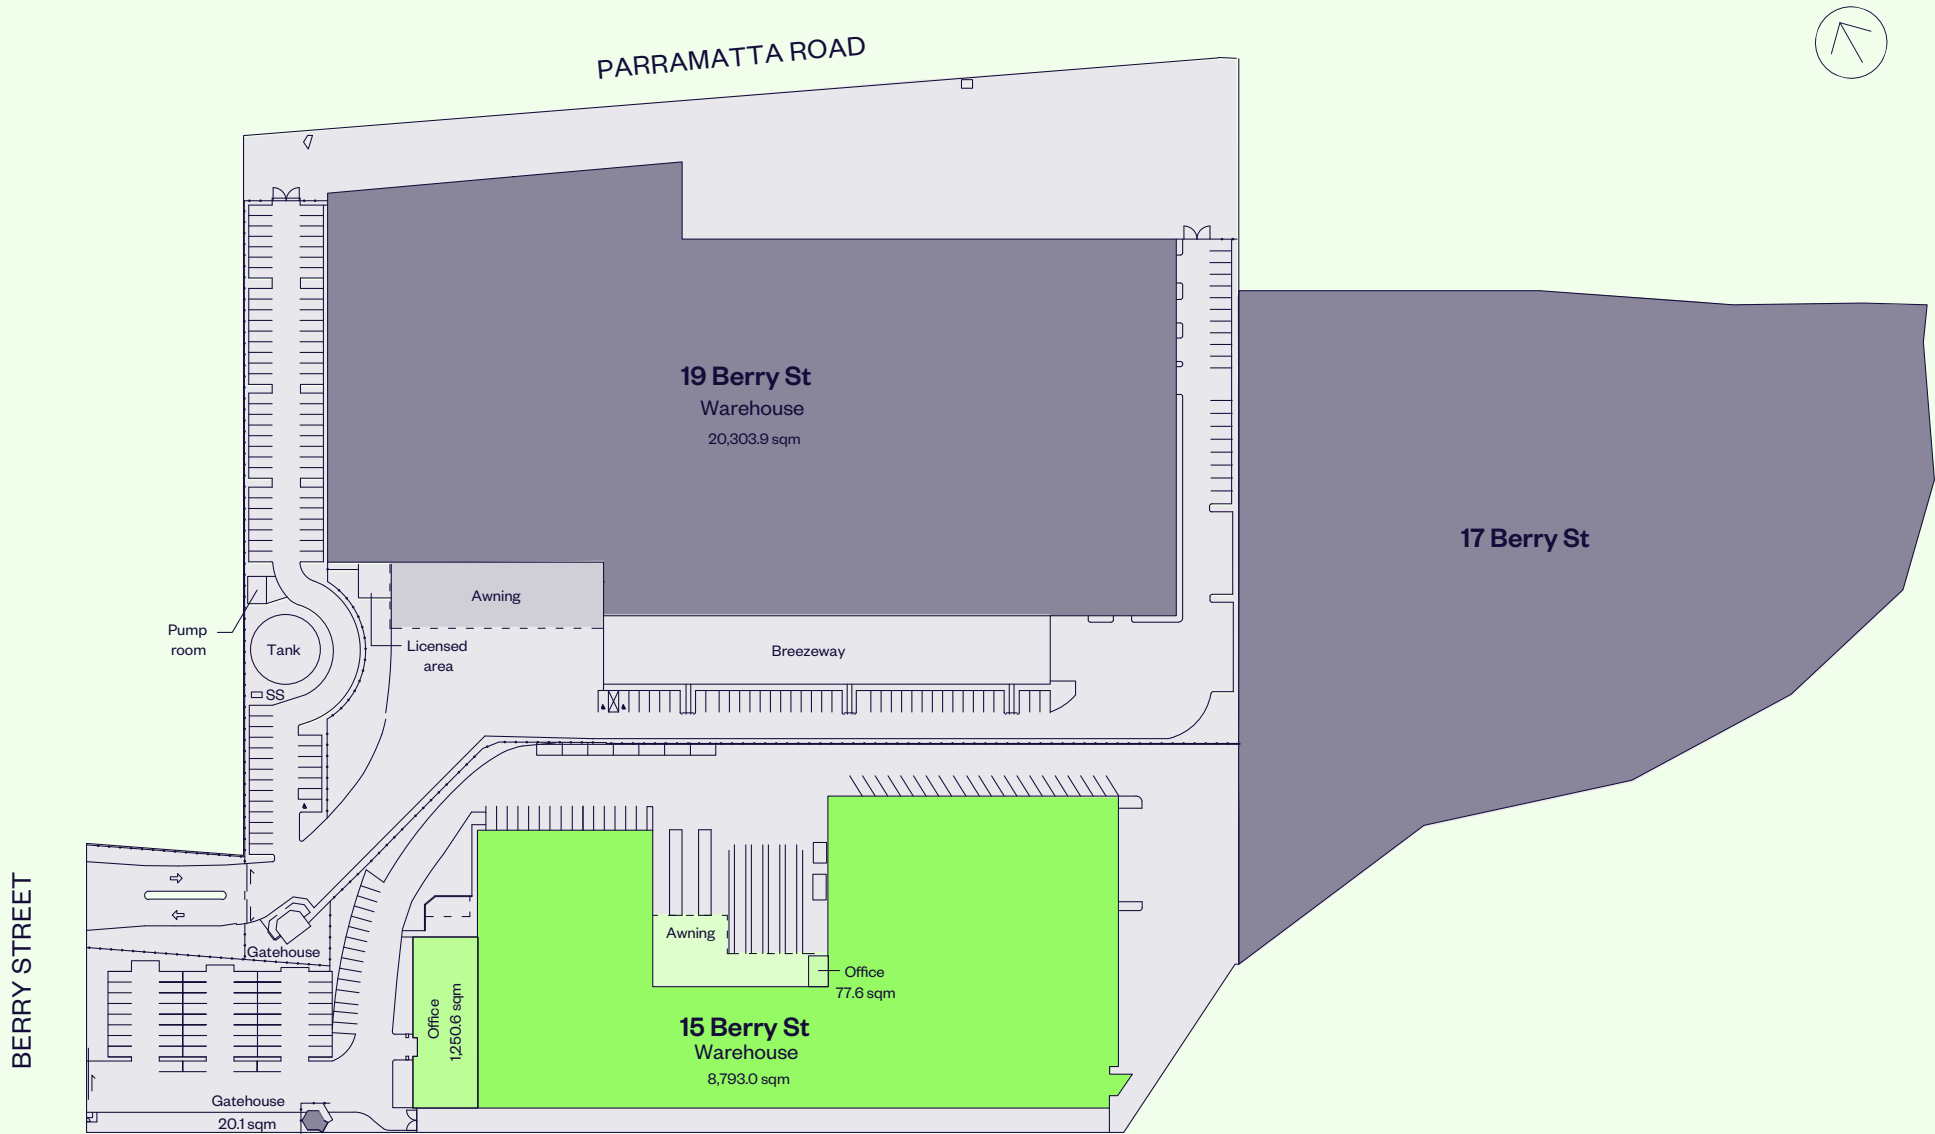 PARRAMATTA ROAD
19 Berry St
Warehouse
20,303.9 sqm
17 Berry St
Awning
Pump
room
Tank
Licensed
area
Breezeway
SS
BERRY STREET
Gatehouse
Awning
Office
77.6 sqm
Office
1,250.6 sqm
15 Berry St
Warehouse
8,793.0 sqm
Gatehouse
20.1 sqm